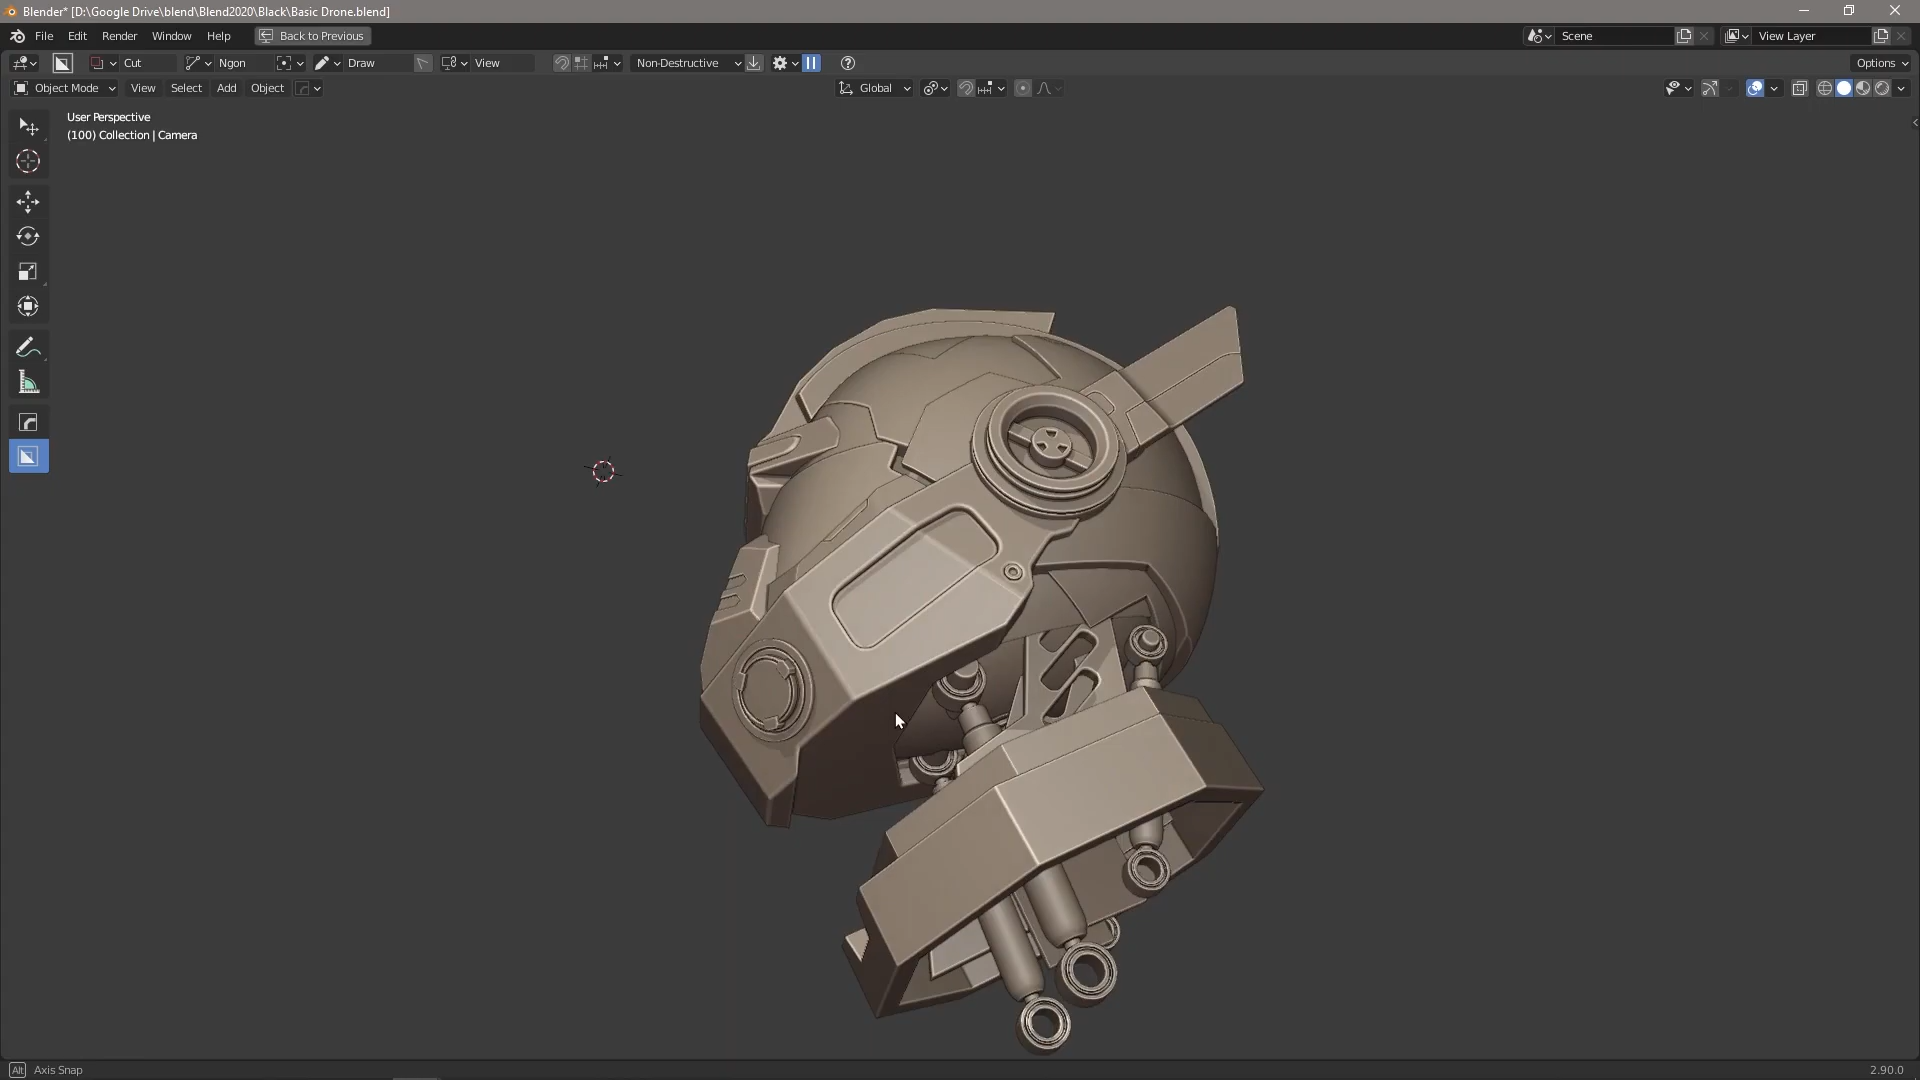 Blender* [D:\Google Drive\blend\Blend2020\Black\Basic Drone.blend]
File Edit Render Window Help Back to Previous Scene View Layer
Cut Ngon Draw View Non-Destructive Options
Object Mode View Select Add Object Global
User Perspective
(100) Collection | Camera
Alt Axis Snap 2.90.0